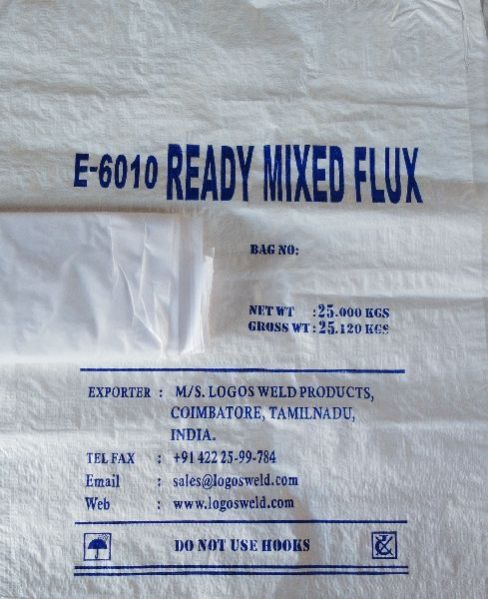 E-6010 READY MIXED FLUX
BAG NO:
NET WT : 25.000 KGS
GROSS WT : 25.120 KGS
EXPORTER : M/S. LOGOS WELD PRODUCTS,
COIMBATORE, TAMILNADU,
INDIA.
TEL FAX : +91 422 25-99-784
Email : sales@logosweld.com
Web : www.logosweld.com
DO NOT USE HOOKS